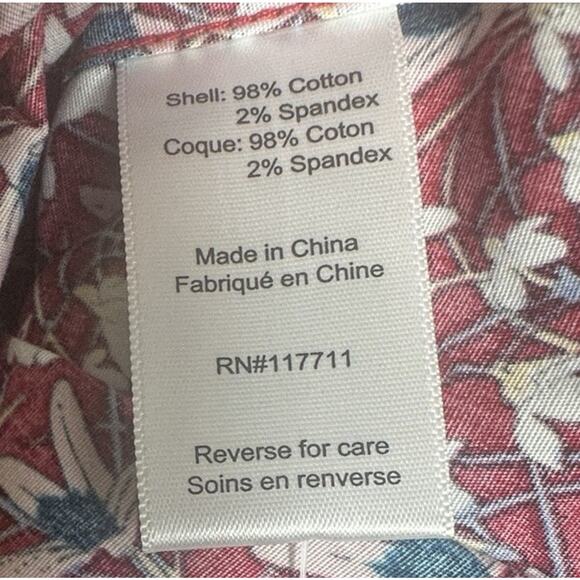 Shell: 98% Cotton
2% Spandex
Coque: 98% Coton
2% Spandex
Made in China
Fabriqué en Chine
RN#117711
Reverse for care
Soins en renverse